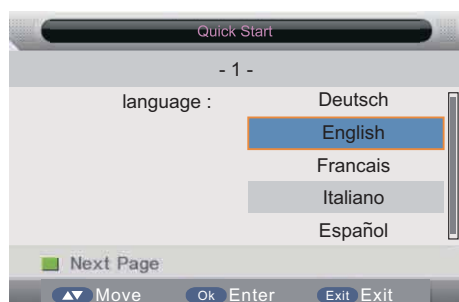 Quick Start
- 1 -
language : Deutsch
English
Francais
Italiano
Español
Next Page
Move Ok Enter Exit Exit